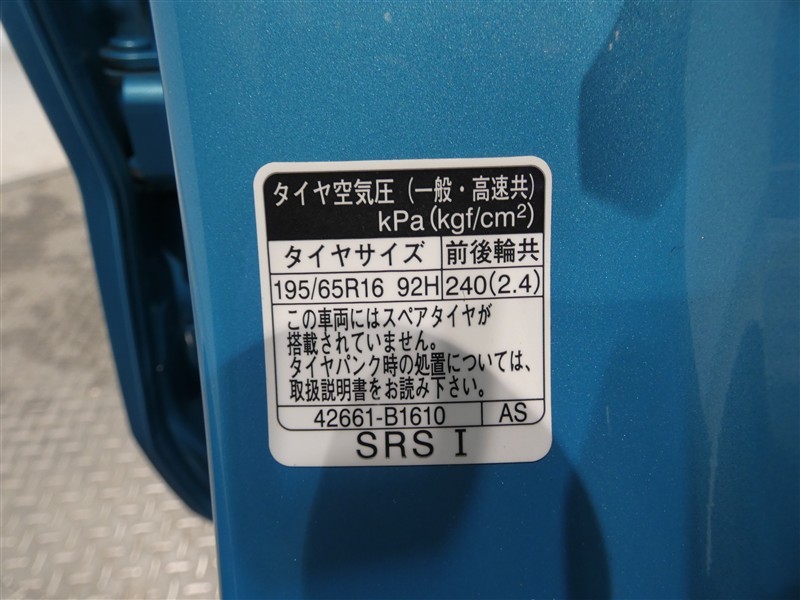 タイヤ空気圧（一般・高速共）
kPa(kgf/cm²)
タイヤサイズ 前後輪共
195/65R16 92H 240(2.4)
この車両にはスペアタイヤが
搭載されていません。
タイヤパンク時の処置については、
取扱説明書をお読み下さい。
42661-B1610 AS
SRS I